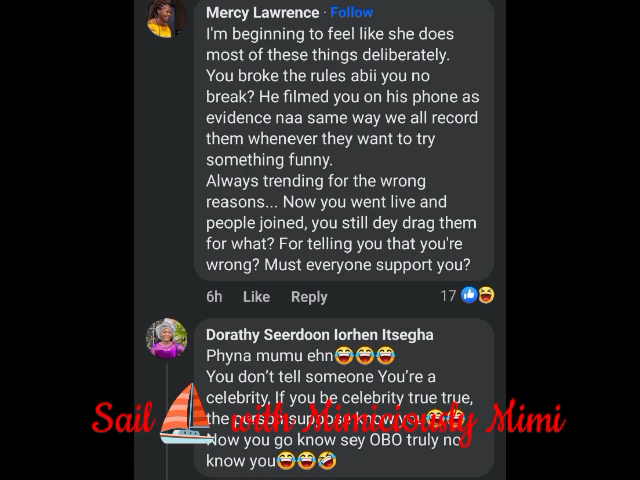 Mercy Lawrence · Follow
I'm beginning to feel like she does
most of these things deliberately.
You broke the rules abii you no
break? He filmed you on his phone as
evidence naa same way we all record
them whenever they want to try
something funny.
Always trending for the wrong
reasons... Now you went live and
people joined, you still dey drag them
for what? For telling you that you're
wrong? Must everyone support you?
6h Like Reply 17
Dorathy Seerdoon Iorhen Itsegha
Phyna mumu ehn😂😂😂
You don't tell someone You're a
celebrity, If you be celebrity true true,
the person suppose know you
Now you go know sey OBO truly no
know you😂😂🤣
Sail with Mimiciously Mimi